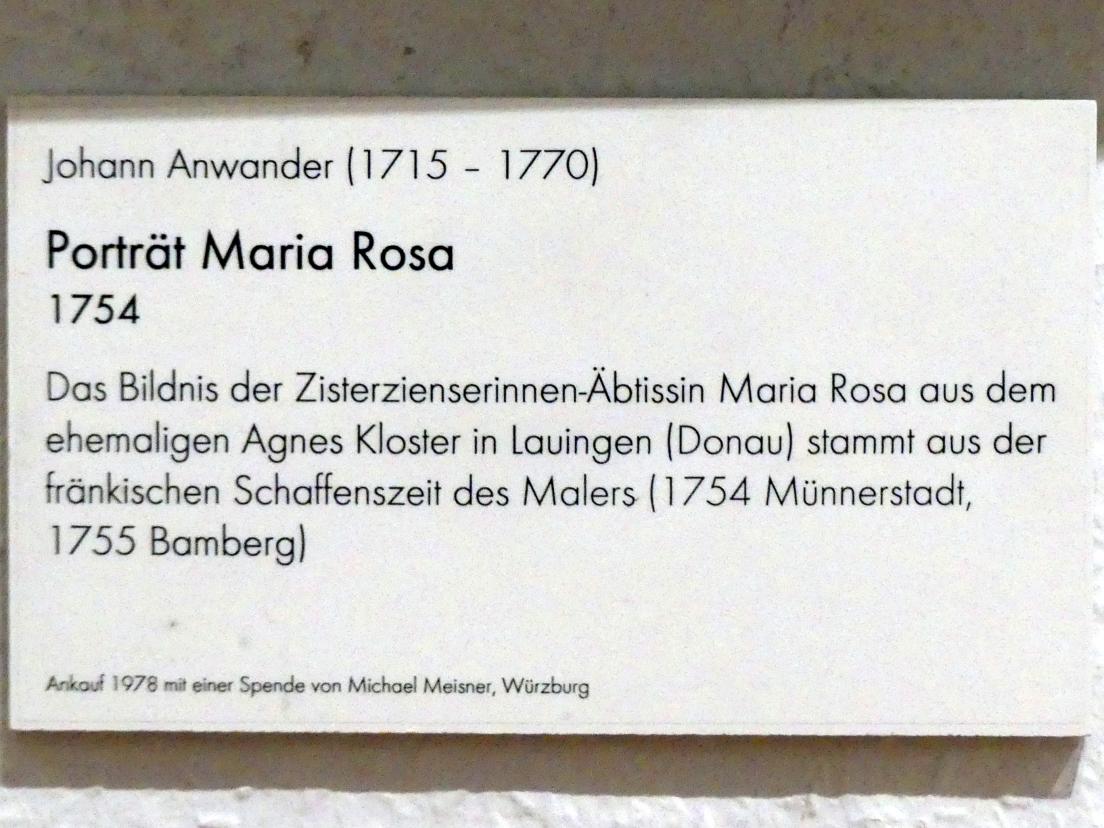 Johann Anwander (1715 – 1770)
Porträt Maria Rosa
1754
Das Bildnis der Zisterzienserinnen-Äbtissin Maria Rosa aus dem
ehemaligen Agnes Kloster in Lauingen (Donau) stammt aus der
fränkischen Schaffenszeit des Malers (1754 Münnerstadt,
1755 Bamberg)
Ankauf 1978 mit einer Spende von Michael Meisner, Würzburg